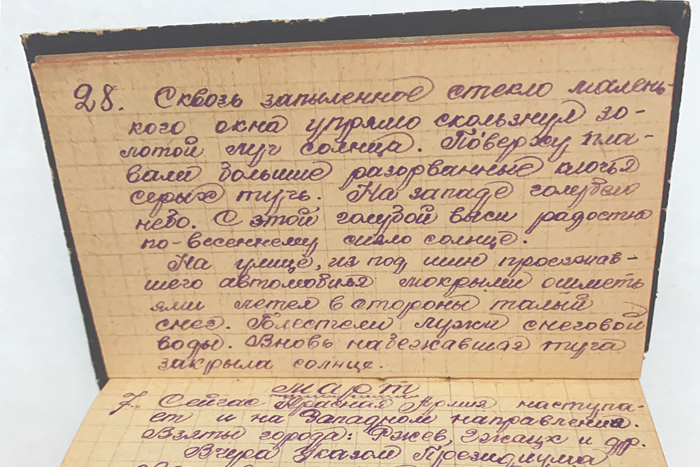 28. Сквозь запыленное стекло малень-
кого окна упрямо скользнул зо-
лотой луч солнца. Поверху пла-
вали большие разорванные клочья
серых тучь. На западе голубело
небо. С этой голубой выси радостно
по-весеннему сияло солнце.
На улице, из под шин проезжав-
шего автомобиля мокрыми ошметь
ями летел в стороны талый
снег. Блестели лужи снеговой
воды. Вновь набежавшая туча
закрыла солнце.
Март
7. Сейчас Красная Армия наступа-
ет и на Западном направлении.
Взяты города: Ржев, Гжатск и др.
Вчера Указом Президиума